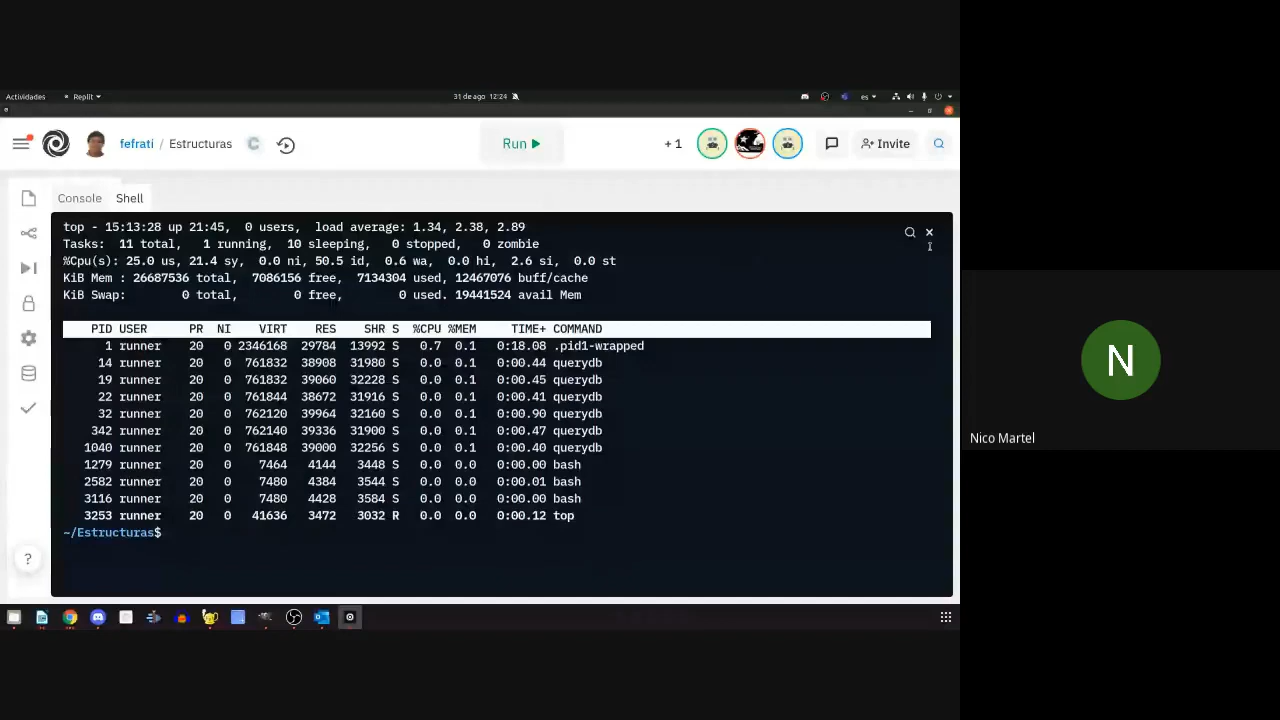 Actividades Replit 31 de ago 12:24 es
fefrati / Estructuras C Run +1 Invite
Console Shell
top - 15:13:28 up 21:45, 0 users, load average: 1.34, 2.38, 2.89
Tasks: 11 total, 1 running, 10 sleeping, 0 stopped, 0 zombie
%Cpu(s): 25.0 us, 21.4 sy, 0.0 ni, 50.5 id, 0.6 wa, 0.0 hi, 2.6 si, 0.0 st
KiB Mem : 26687536 total, 7086156 free, 7134304 used, 12467076 buff/cache
KiB Swap: 0 total, 0 free, 0 used. 19441524 avail Mem
PID USER PR NI VIRT RES SHR S %CPU %MEM TIME+ COMMAND
1 runner 20 0 2346168 29784 13992 S 0.7 0.1 0:18.08 .pid1-wrapped
14 runner 20 0 761832 38908 31980 S 0.0 0.1 0:00.44 querydb
19 runner 20 0 761832 39060 32228 S 0.0 0.1 0:00.45 querydb
22 runner 20 0 761844 38672 31916 S 0.0 0.1 0:00.41 querydb
32 runner 20 0 762120 39964 32160 S 0.0 0.1 0:00.90 querydb
342 runner 20 0 762140 39336 31900 S 0.0 0.1 0:00.47 querydb
1040 runner 20 0 761848 39000 32256 S 0.0 0.1 0:00.40 querydb
1279 runner 20 0 7464 4144 3448 S 0.0 0.0 0:00.00 bash
2582 runner 20 0 7480 4384 3544 S 0.0 0.0 0:00.01 bash
3116 runner 20 0 7480 4428 3584 S 0.0 0.0 0:00.00 bash
3253 runner 20 0 41636 3472 3032 R 0.0 0.0 0:00.12 top
~/Estructuras$
?
N
Nico Martel